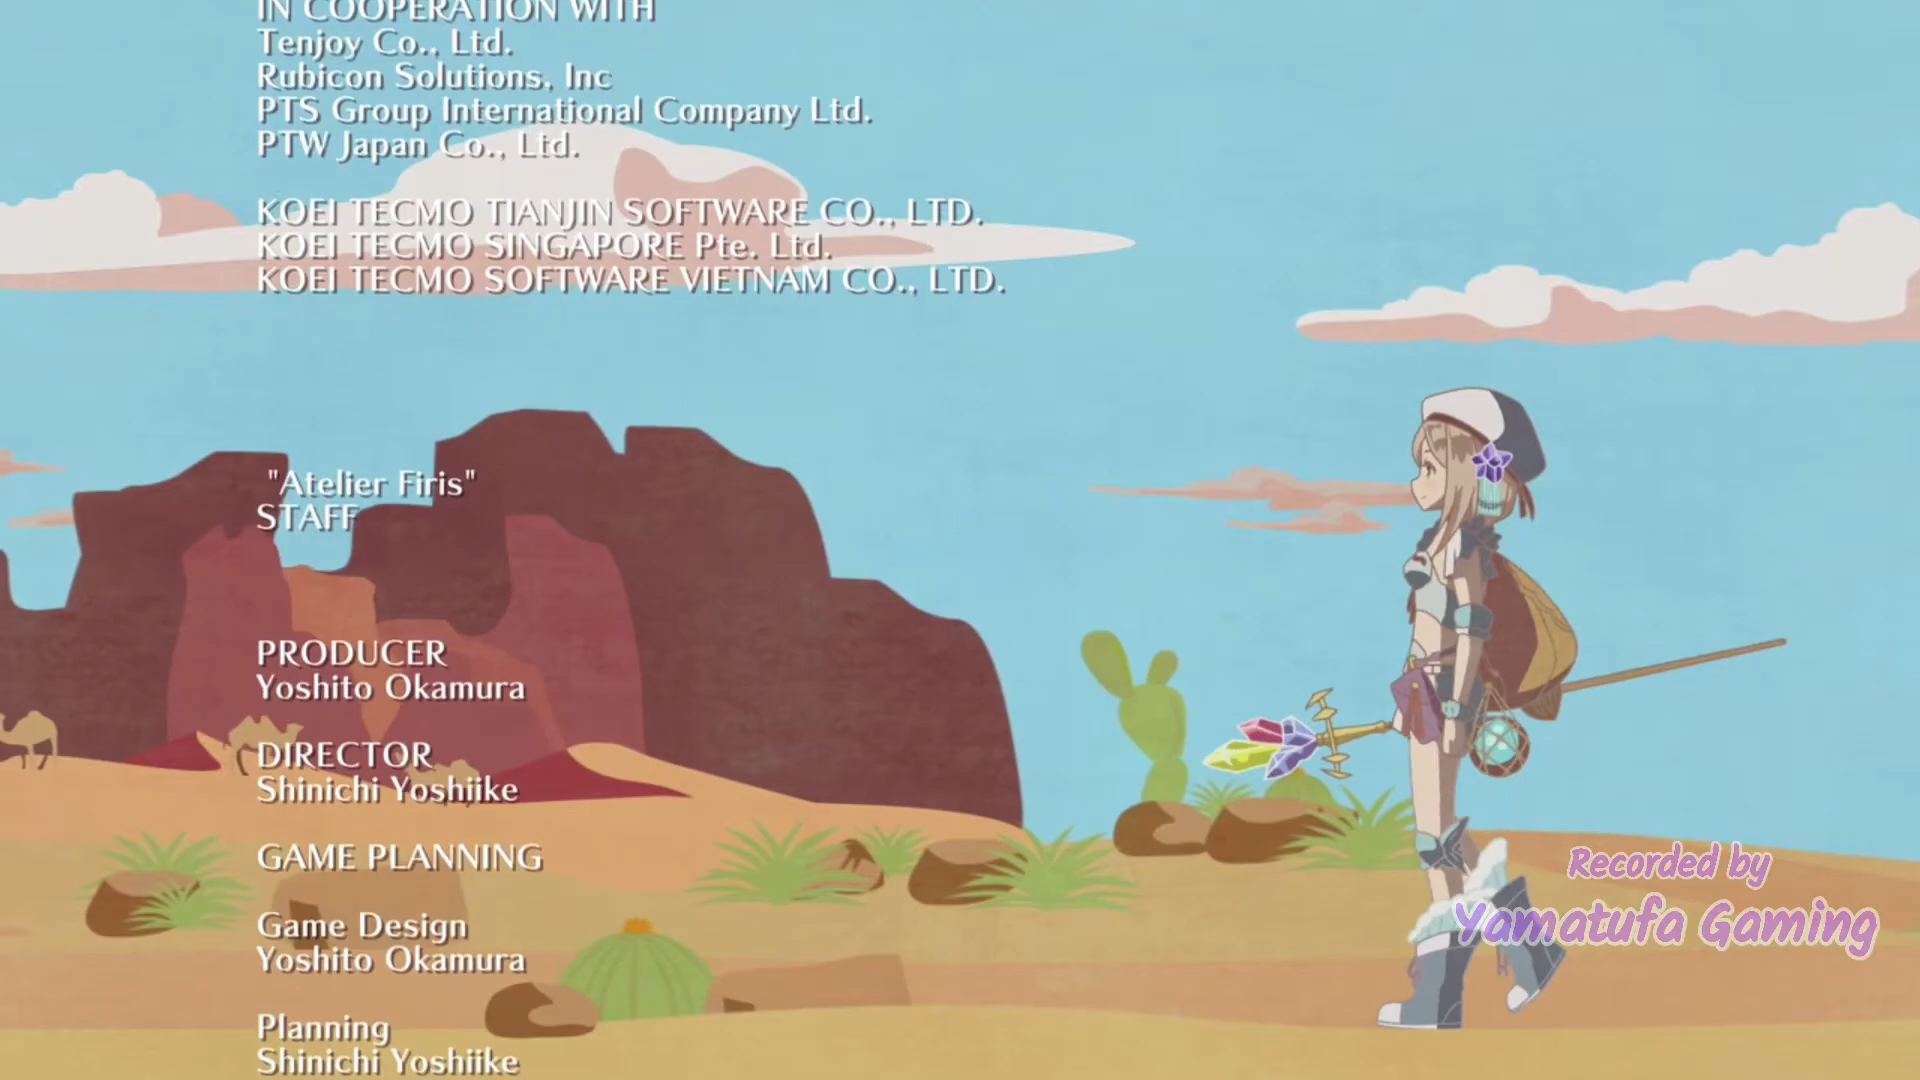 IN COOPERATION WITH
Tenjoy Co., Ltd.
Rubicon Solutions, Inc
PTS Group International Company Ltd.
PTW Japan Co., Ltd.
KOEI TECMO TIANJIN SOFTWARE CO., LTD.
KOEI TECMO SINGAPORE Pte. Ltd.
KOEI TECMO SOFTWARE VIETNAM CO., LTD.
"Atelier Firis"
STAFF
PRODUCER
Yoshito Okamura
DIRECTOR
Shinichi Yoshiike
GAME PLANNING
Game Design
Yoshito Okamura
Planning
Shinichi Yoshiike
Recorded by
Yamatufa Gaming